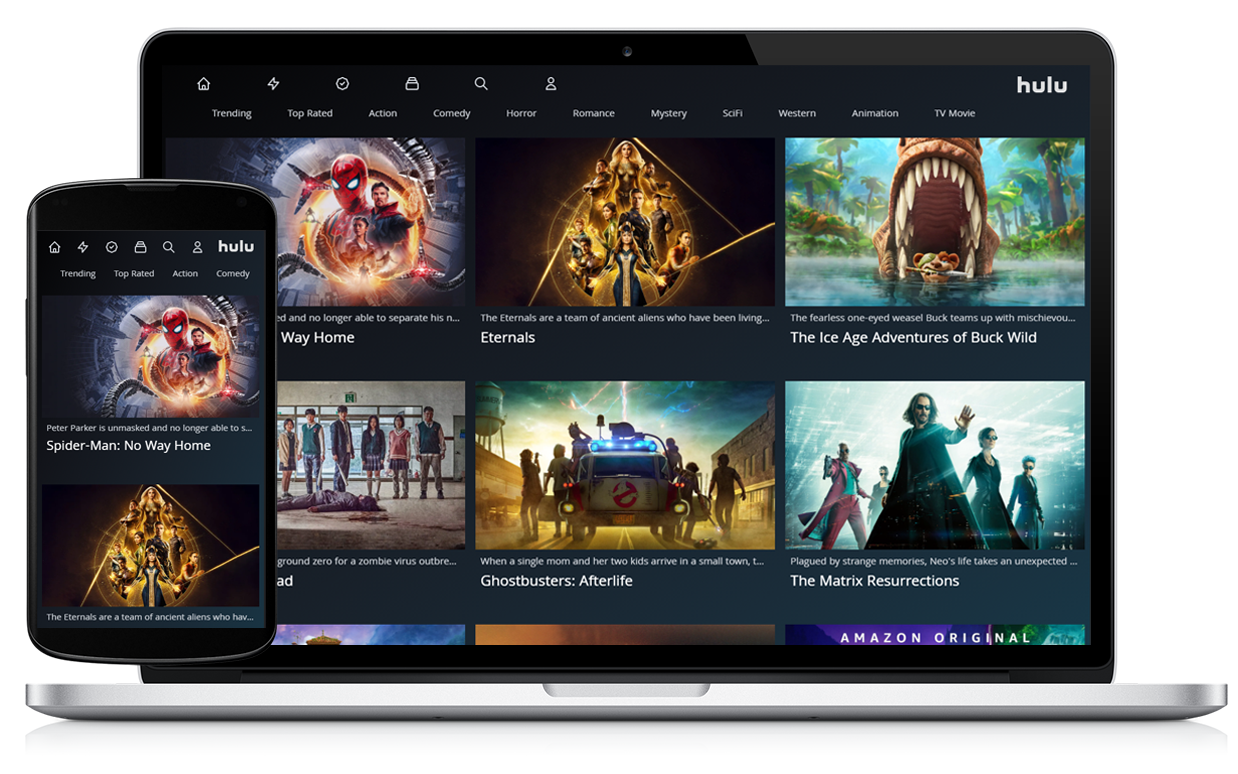 hulu
Trending Top Rated Action Comedy Horror Romance Mystery SciFi Western Animation TV Movie
ed and no longer able to separate his n...
Way Home
The Eternals are a team of ancient aliens who have been living...
Eternals
The fearless one-eyed weasel Buck teams up with mischievou...
The Ice Age Adventures of Buck Wild
ground zero for a zombie virus outbre...
ad
When a single mom and her two kids arrive in a small town, t...
Ghostbusters: Afterlife
Plagued by strange memories, Neo's life takes an unexpected ...
The Matrix Resurrections
AMAZON ORIGINAL
hulu
Trending Top Rated Action Comedy
Peter Parker is unmasked and no longer able to s...
Spider-Man: No Way Home
The Eternals are a team of ancient aliens who hav...